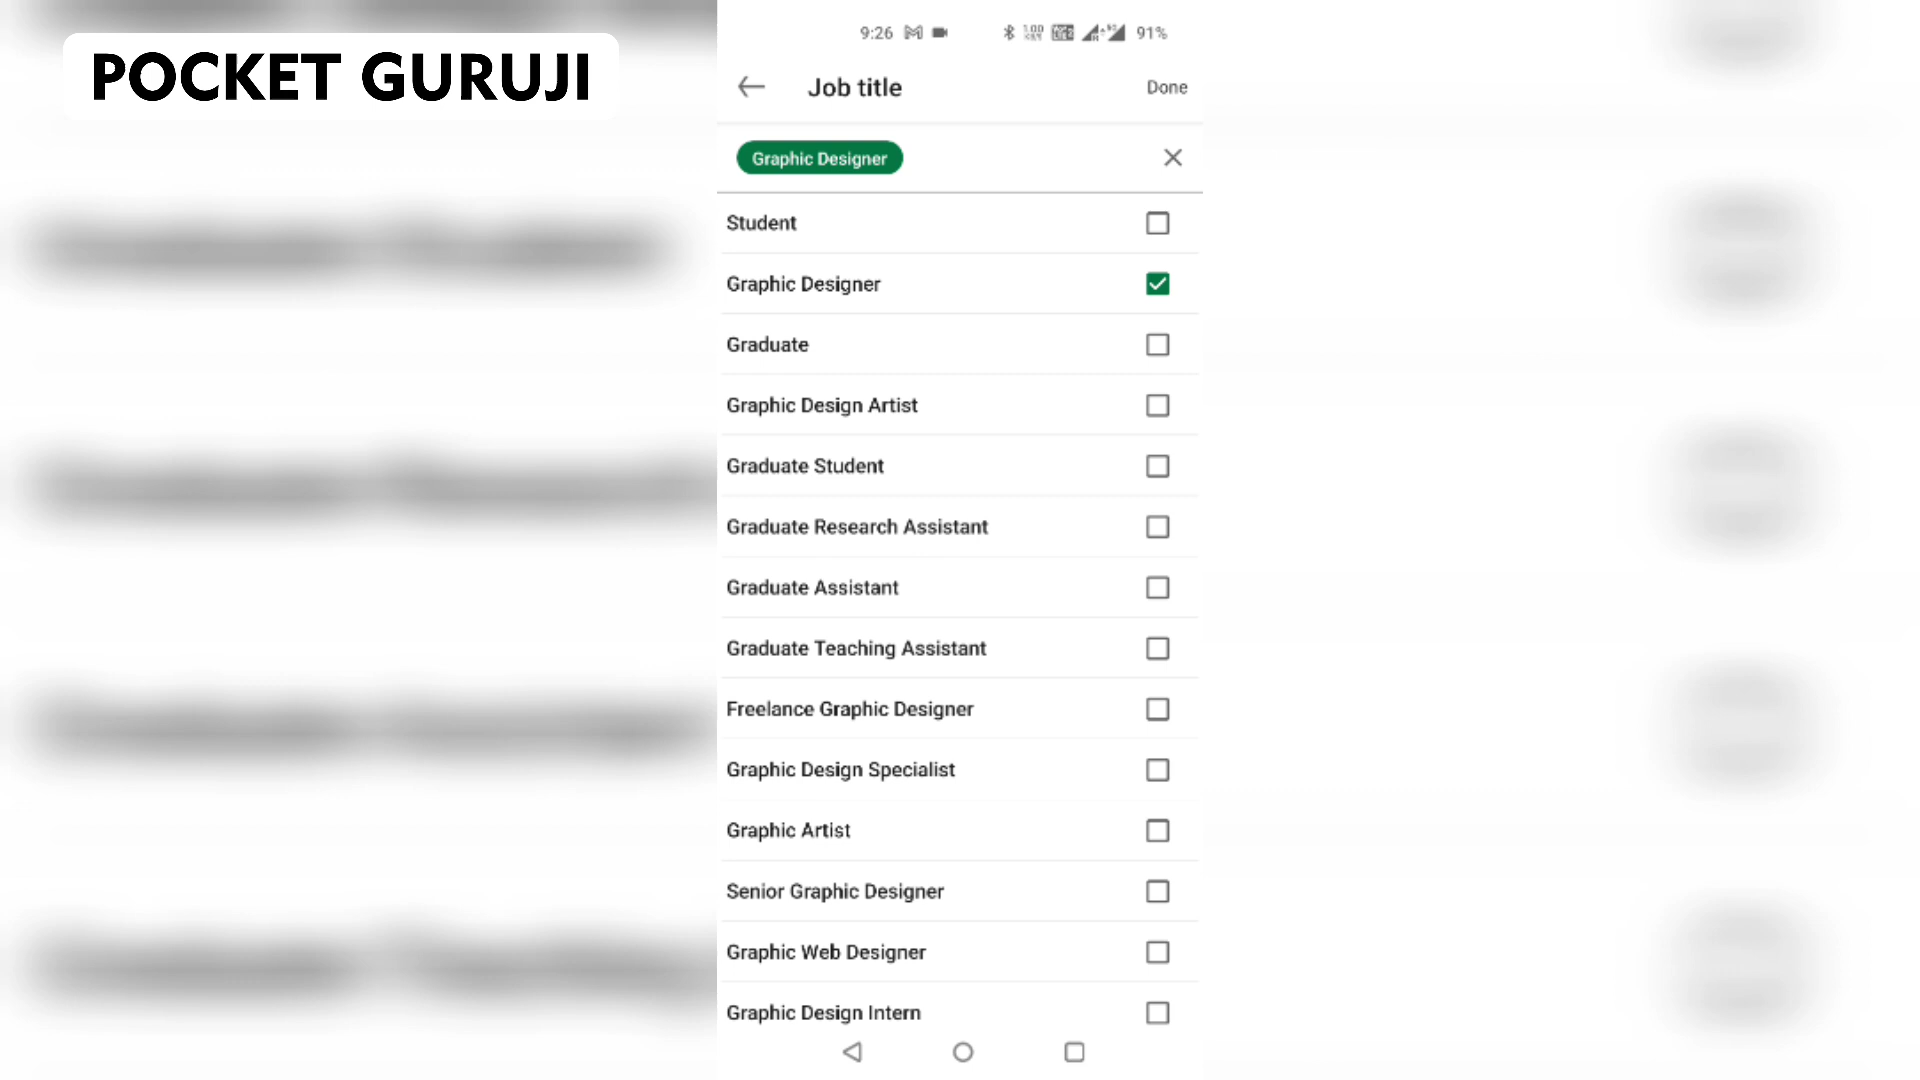 POCKET GURUJI
9:26
91%
Job title
Done
Graphic Designer
Student
Graphic Designer
Graduate
Graphic Design Artist
Graduate Student
Graduate Research Assistant
Graduate Assistant
Graduate Teaching Assistant
Freelance Graphic Designer
Graphic Design Specialist
Graphic Artist
Senior Graphic Designer
Graphic Web Designer
Graphic Design Intern